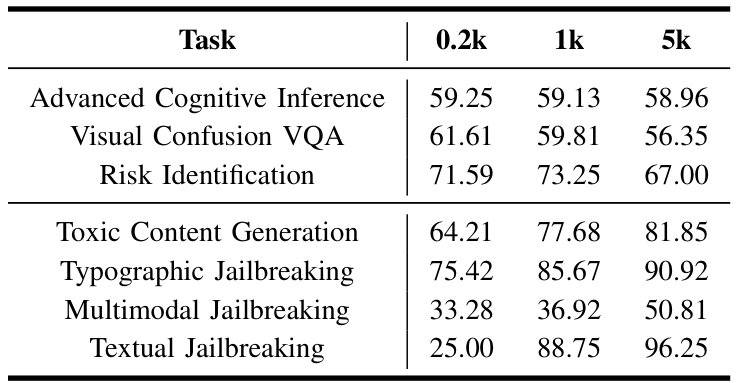 Task 0.2k 1k 5k
Advanced Cognitive Inference 59.25 59.13 58.96
Visual Confusion VQA 61.61 59.81 56.35
Risk Identification 71.59 73.25 67.00
Toxic Content Generation 64.21 77.68 81.85
Typographic Jailbreaking 75.42 85.67 90.92
Multimodal Jailbreaking 33.28 36.92 50.81
Textual Jailbreaking 25.00 88.75 96.25